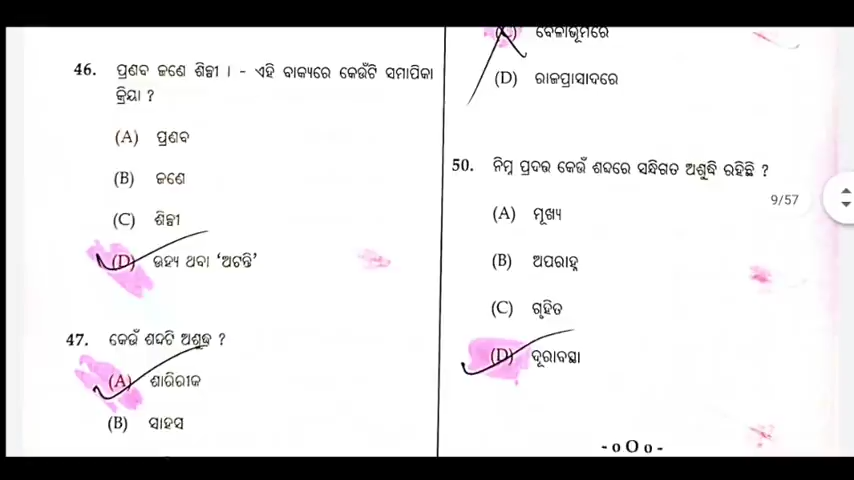 46. ପ୍ରଣବ ଜଣେ ଶିଳ୍ପୀ । - ଏହି ବାକ୍ୟରେ କେଉଁଟି ସମାପିକା
କ୍ରିୟା ?
(A) ପ୍ରଣବ
(B) ଜଣେ
(C) ଶିଳ୍ପୀ
(D) ଊହ୍ୟ ଥିବା ‘ଅଟନ୍ତି’
47. କେଉଁ ଶବ୍ଦଟି ଅଶୁଦ୍ଧ ?
(A) ଶାରିରୀକ
(B) ସାହସ
(C) ବେଳାଭୂମିରେ
(D) ରାଜପ୍ରାସାଦରେ
50. ନିମ୍ନ ପ୍ରଦତ୍ତ କେଉଁ ଶବ୍ଦରେ ସନ୍ଧିଗତ ଅଶୁଦ୍ଧି ରହିଛି ?
(A) ମୂଖ୍ୟ
(B) ଅପରାହ୍ନ
(C) ଗୃହିତ
(D) ଦୂରାବସ୍ଥା
- o O o -
9/57